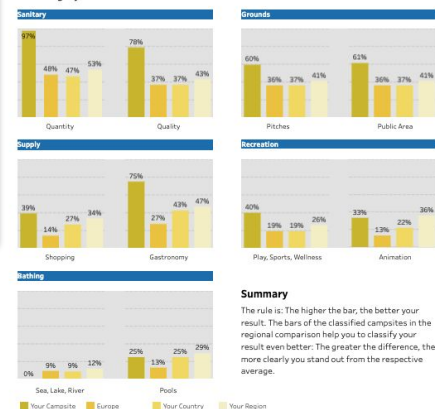 Sanitary
97%
48%
47%
53%
78%
37%
37%
43%
Quantity
Quality
Grounds
60%
36%
37%
41%
61%
36%
37%
41%
Pitches
Public Area
Supply
39%
14%
27%
34%
75%
27%
43%
47%
Shopping
Gastronomy
Recreation
40%
19%
19%
26%
33%
13%
22%
36%
Play, Sports, Wellness
Animation
Bathing
0%
9%
9%
12%
25%
13%
25%
29%
Sea, Lake, River
Pools
Summary
The rule is: The higher the bar, the better your
result. The bars of the classified campsites in the
regional comparison help you to classify your
result even better: The greater the difference, the
more clearly you stand out from the respective
average.
Your Campsite
Europe
Your Country
Your Region